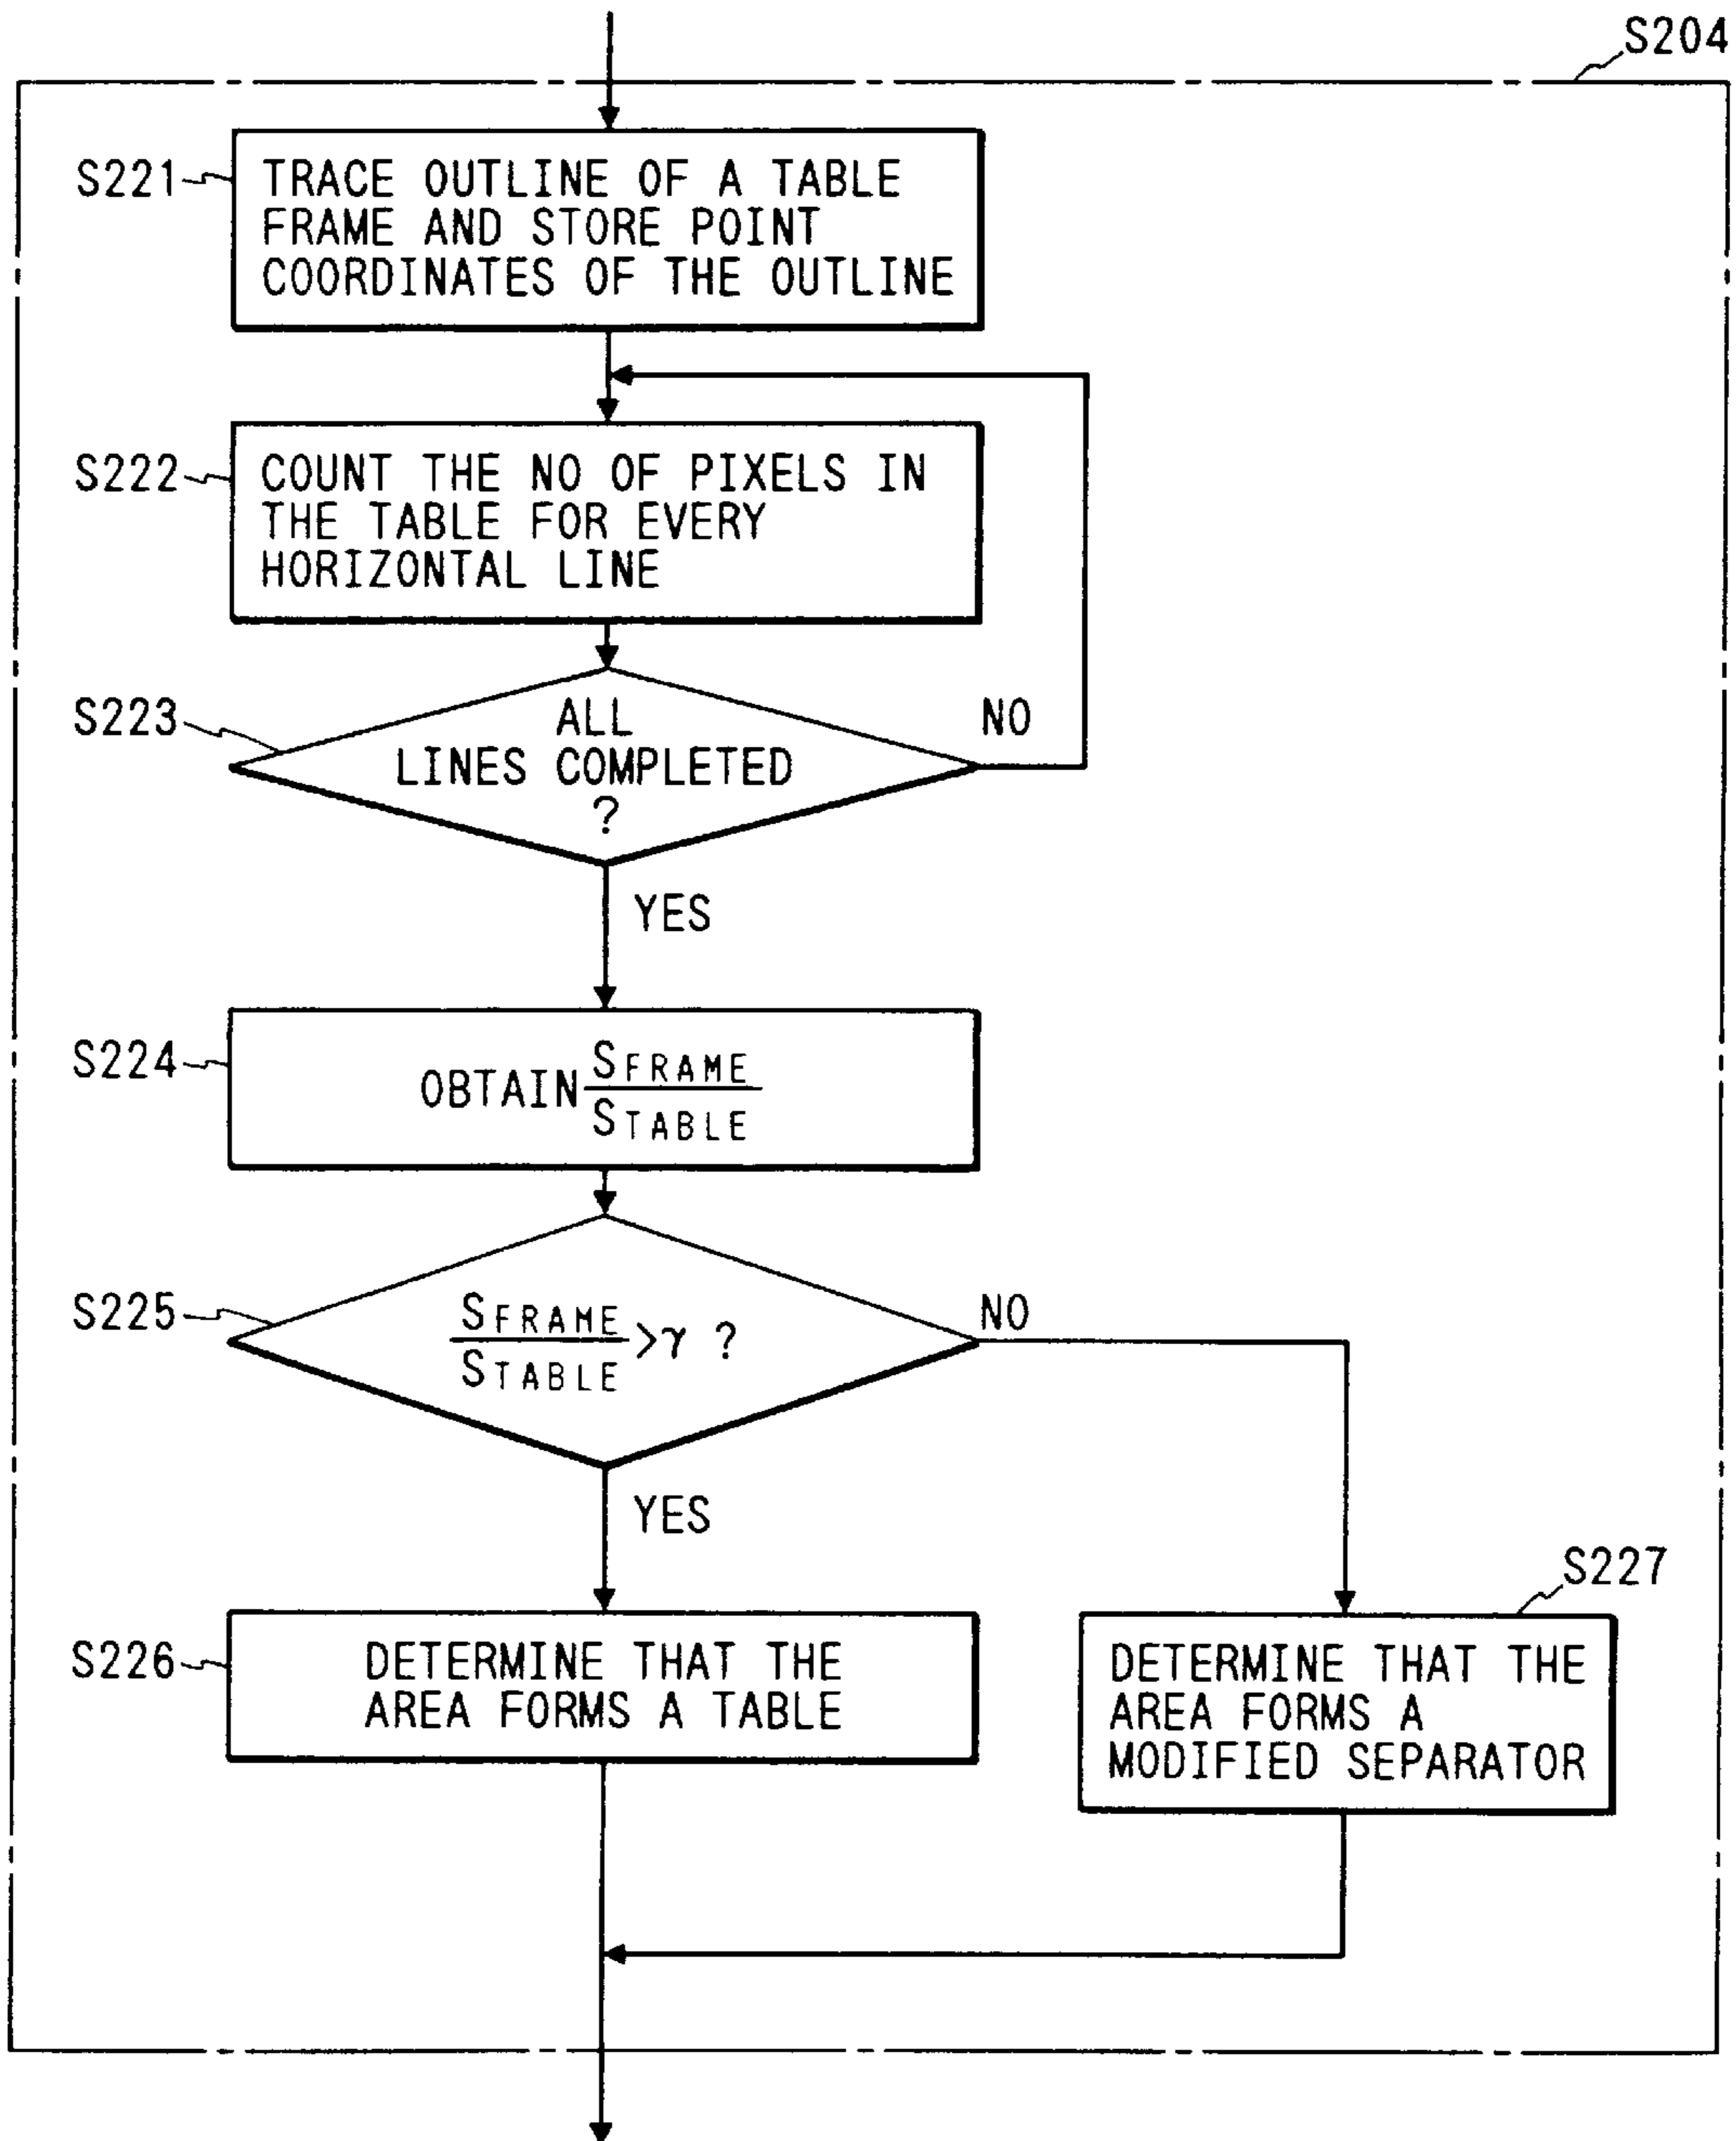 S204
S221
TRACE OUTLINE OF A TABLE
FRAME AND STORE POINT
COORDINATES OF THE OUTLINE
S222
COUNT THE NO OF PIXELS IN
THE TABLE FOR EVERY
HORIZONTAL LINE
S223
ALL
LINES COMPLETED
?
NO
YES
S224
OBTAIN SFRAME
STABLE
S225
SFRAME
STABLE >γ ?
NO
YES
S226
DETERMINE THAT THE
AREA FORMS A TABLE
S227
DETERMINE THAT THE
AREA FORMS A
MODIFIED SEPARATOR